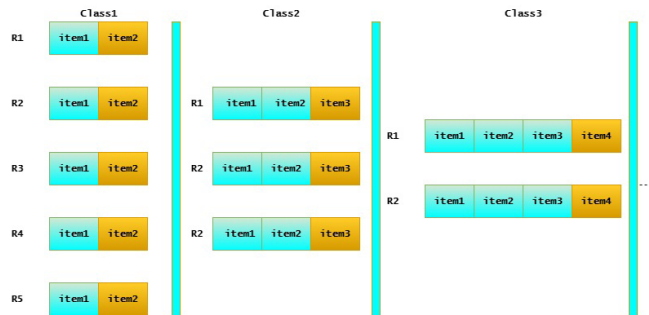 Class1 Class2 Class3
R1 item1 item2
R2 item1 item2 R1 item1 item2 item3
R1 item1 item2 item3 item4
R3 item1 item2 R2 item1 item2 item3
R2 item1 item2 item3 item4 --
R4 item1 item2 R2 item1 item2 item3
R5 item1 item2